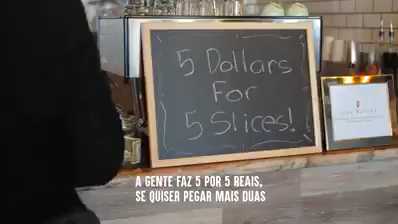 5 Dollars
For
5 Slices!
A GENTE FAZ 5 POR 5 REAIS,
SE QUISER PEGAR MAIS DUAS